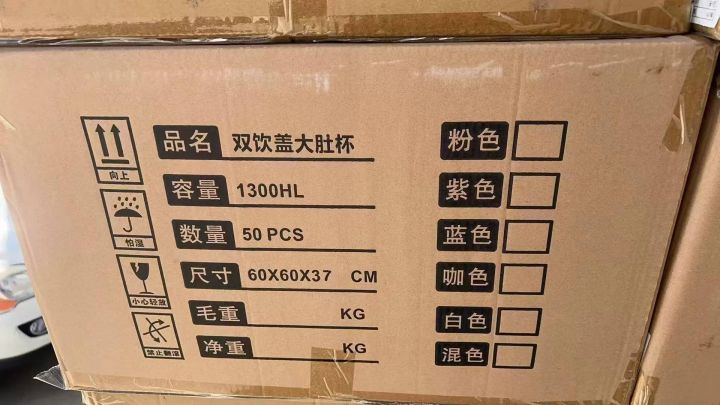 向上
怕湿
小心轻放
禁止翻滚
品名 双饮盖大肚杯
容量 1300HL
数量 50 PCS
尺寸 60X60X37 CM
毛重 KG
净重 KG
粉色
紫色
蓝色
咖色
白色
混色